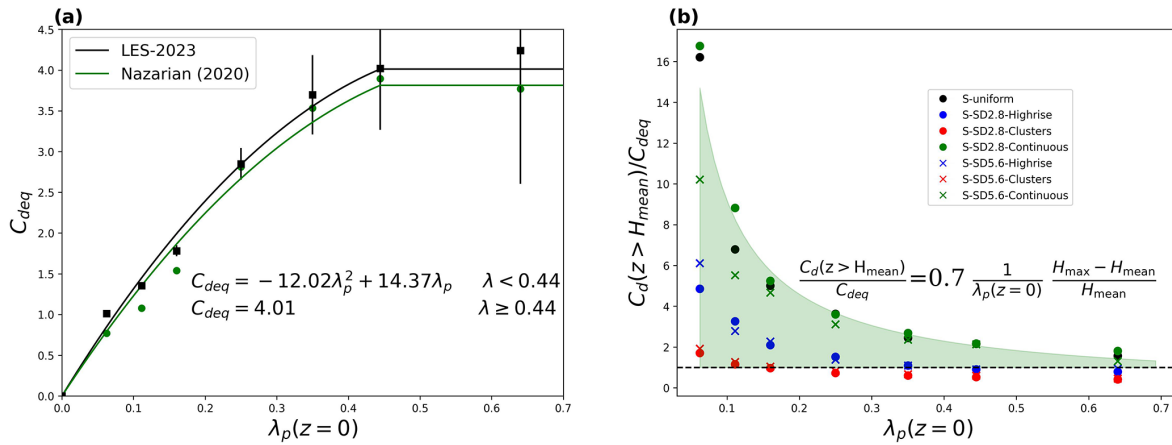 (a)
LES-2023
Nazarian (2020)
C_deq
4.5
4.0
3.5
3.0
2.5
2.0
1.5
1.0
0.5
0.0
C_deq = −12.02λ_p^2 + 14.37λ_p λ < 0.44
C_deq = 4.01 λ ≥ 0.44
0.0 0.1 0.2 0.3 0.4 0.5 0.6 0.7
λ_p(z = 0)
(b)
C_d(z > H_mean)/C_deq
16
14
12
10
8
6
4
2
0
S-uniform
S-SD2.8-Highrise
S-SD2.8-Clusters
S-SD2.8-Continuous
S-SD5.6-Highrise
S-SD5.6-Clusters
S-SD5.6-Continuous
C_d(z > H_mean)/C_deq = 0.7 1/λ_p(z = 0) H_max − H_mean/H_mean
0.1 0.2 0.3 0.4 0.5 0.6 0.7
λ_p(z = 0)